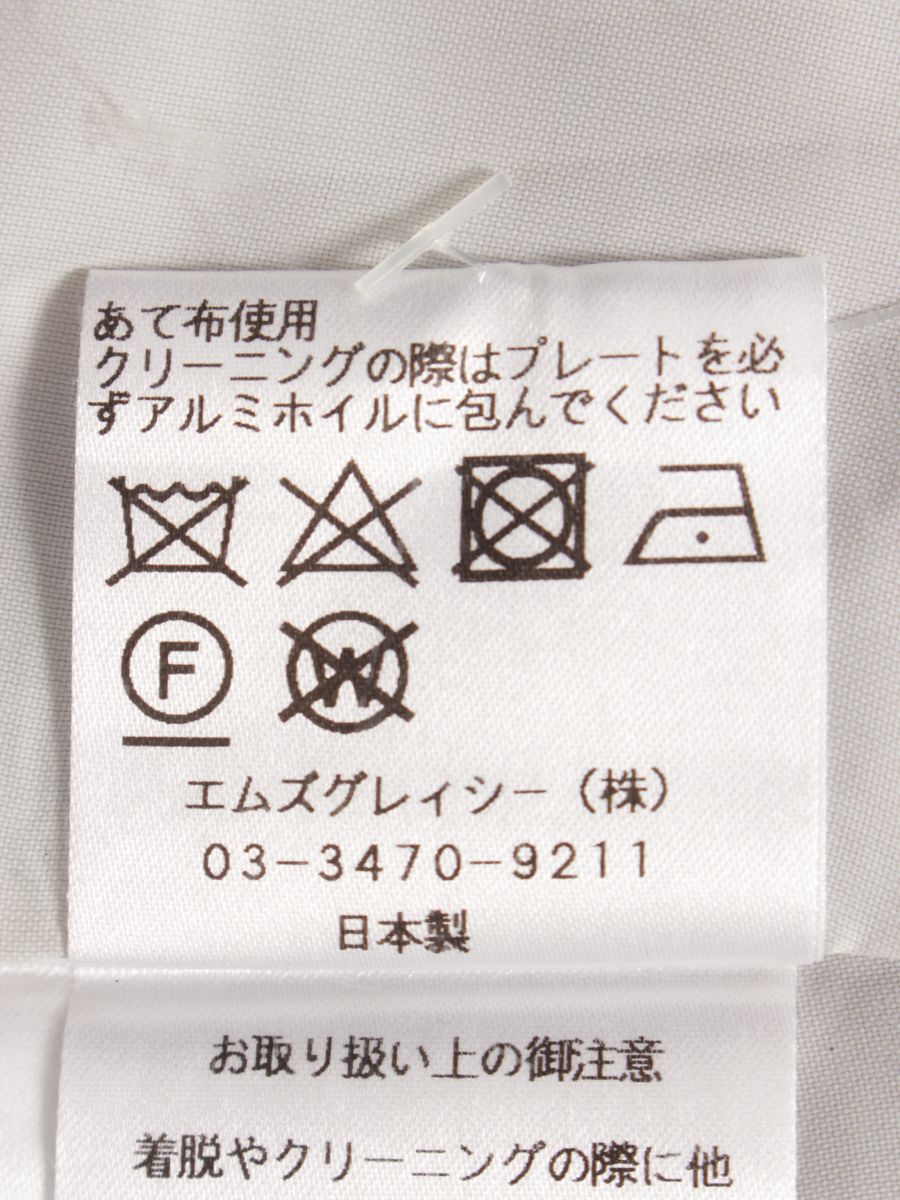 あて布使用
クリーニングの際はプレートを必
ずアルミホイルに包んでください
F
W
エムズグレィシー（株）
03-3470-9211
日本製
お取り扱い上の御注意
着脱やクリーニングの際に他